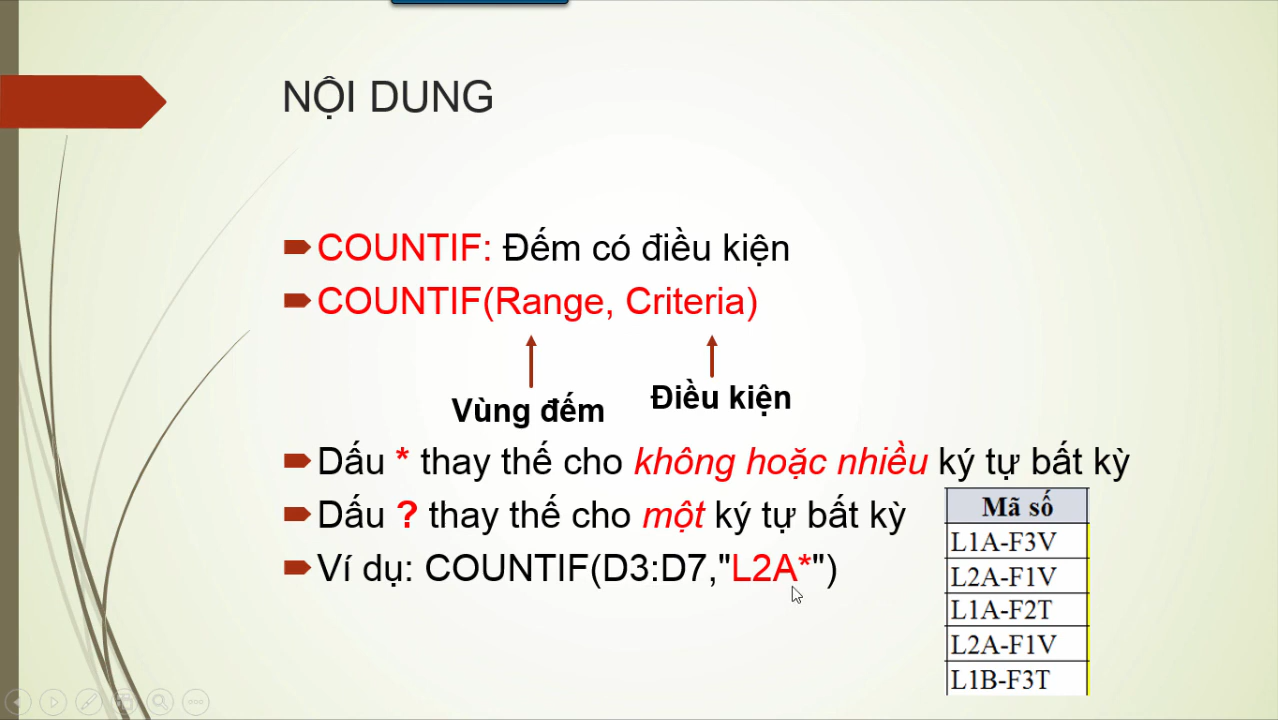 NỘI DUNG
COUNTIF: Đếm có điều kiện
COUNTIF(Range, Criteria)
Vùng đếm
Điều kiện
Dấu * thay thế cho không hoặc nhiều ký tự bất kỳ
Dấu ? thay thế cho một ký tự bất kỳ
Ví dụ: COUNTIF(D3:D7,"L2A*")
Mã số
L1A-F3V
L2A-F1V
L1A-F2T
L2A-F1V
L1B-F3T